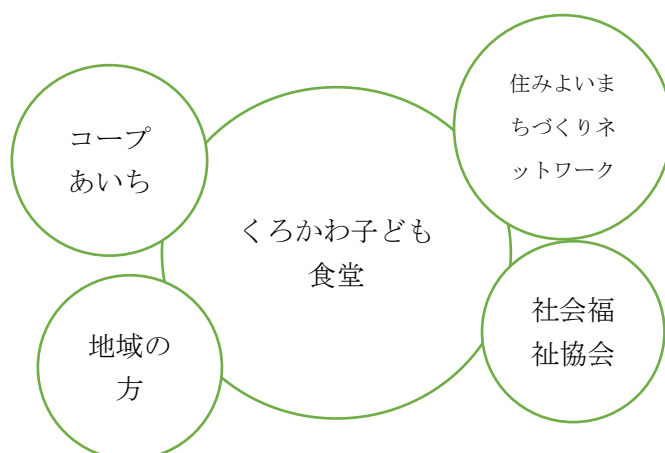 コープ
あいち
住みよいま
ちづくりネ
ットワーク
くろかわ子ども
食堂
地域の
方
社会福
祉協会